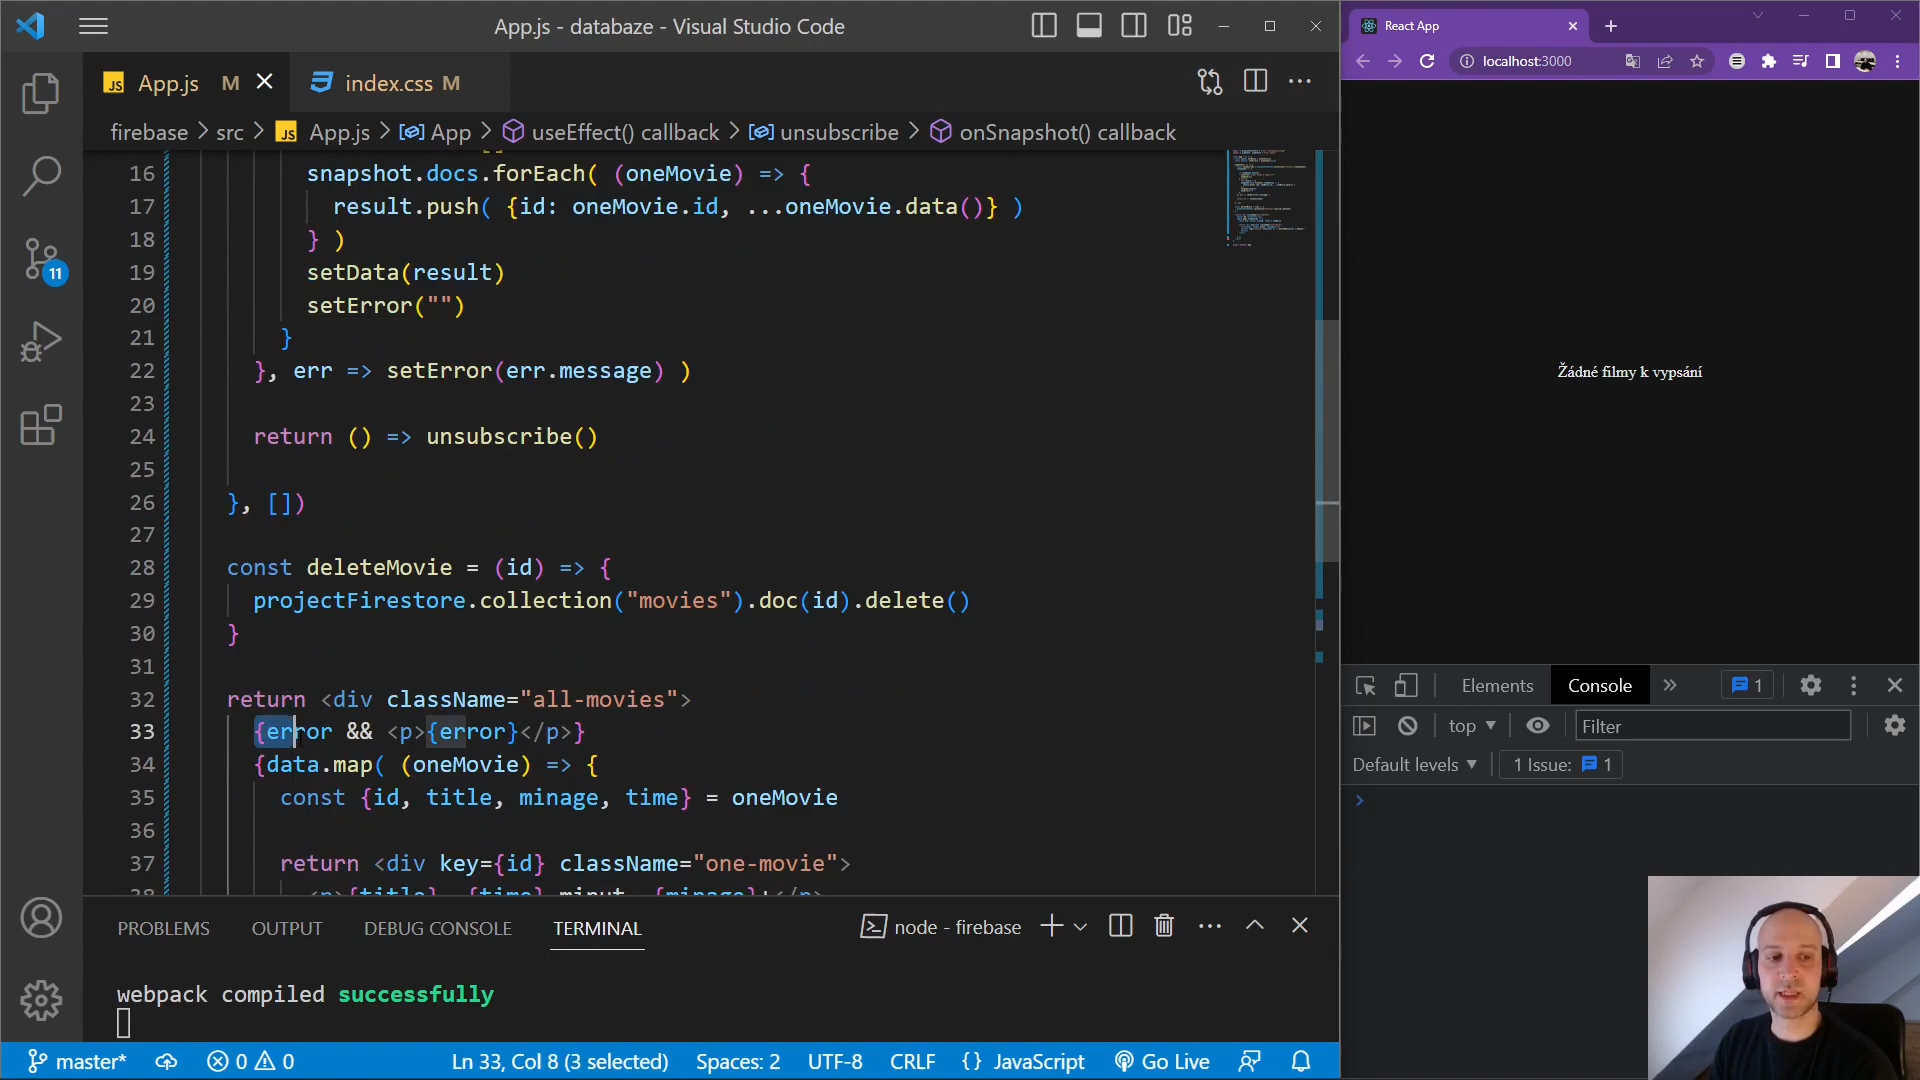 App.js - databaze - Visual Studio Code
App.js M
index.css M
firebase > src > App.js > App > useEffect() callback > unsubscribe > onSnapshot() callback
16 snapshot.docs.forEach( (oneMovie) => {
17 result.push( {id: oneMovie.id, ...oneMovie.data()} )
18 } )
19 setData(result)
20 setError("")
21 }
22 }, err => setError(err.message) )
23
24 return () => unsubscribe()
25
26 }, [])
27
28 const deleteMovie = (id) => {
29 projectFirestore.collection("movies").doc(id).delete()
30 }
31
32 return <div className="all-movies">
33 {error && <p>{error}</p>}
34 {data.map( (oneMovie) => {
35 const {id, title, minage, time} = oneMovie
36
37 return <div key={id} className="one-movie">
PROBLEMS OUTPUT DEBUG CONSOLE TERMINAL node - firebase
webpack compiled successfully
11
master* 0 0 Ln 33, Col 8 (3 selected) Spaces: 2 UTF-8 CRLF {} JavaScript Go Live
React App
localhost:3000
Žádné filmy k vypsání
Elements Console » 1
top Filter
Default levels 1 Issue: 1